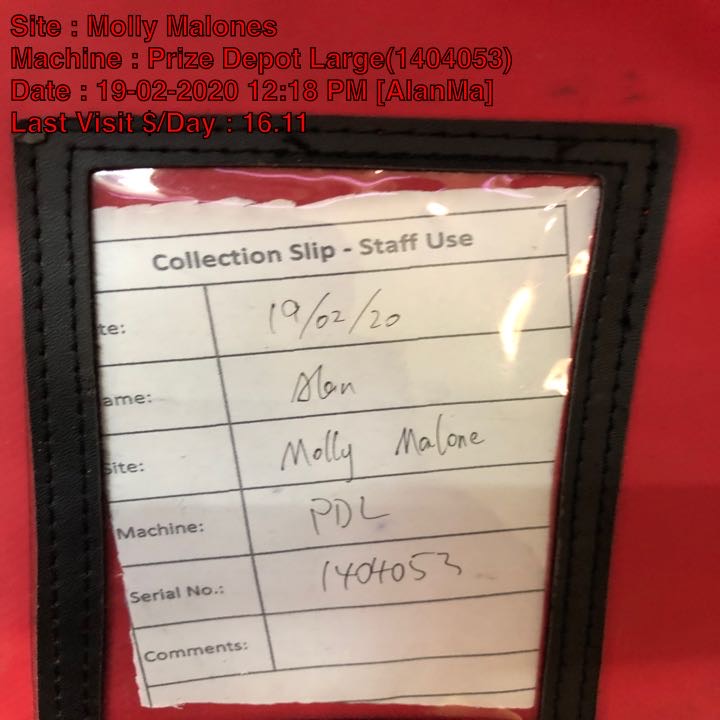 Site : Molly Malones
Machine : Prize Depot Large(1404053)
Date : 19-02-2020 12:18 PM [AlanMa]
Last Visit $/Day : 16.11
Collection Slip - Staff Use
te: 19/02/20
ame: Alan
Site: Molly Malone
Machine: PDL
Serial No.: 1404053
Comments: